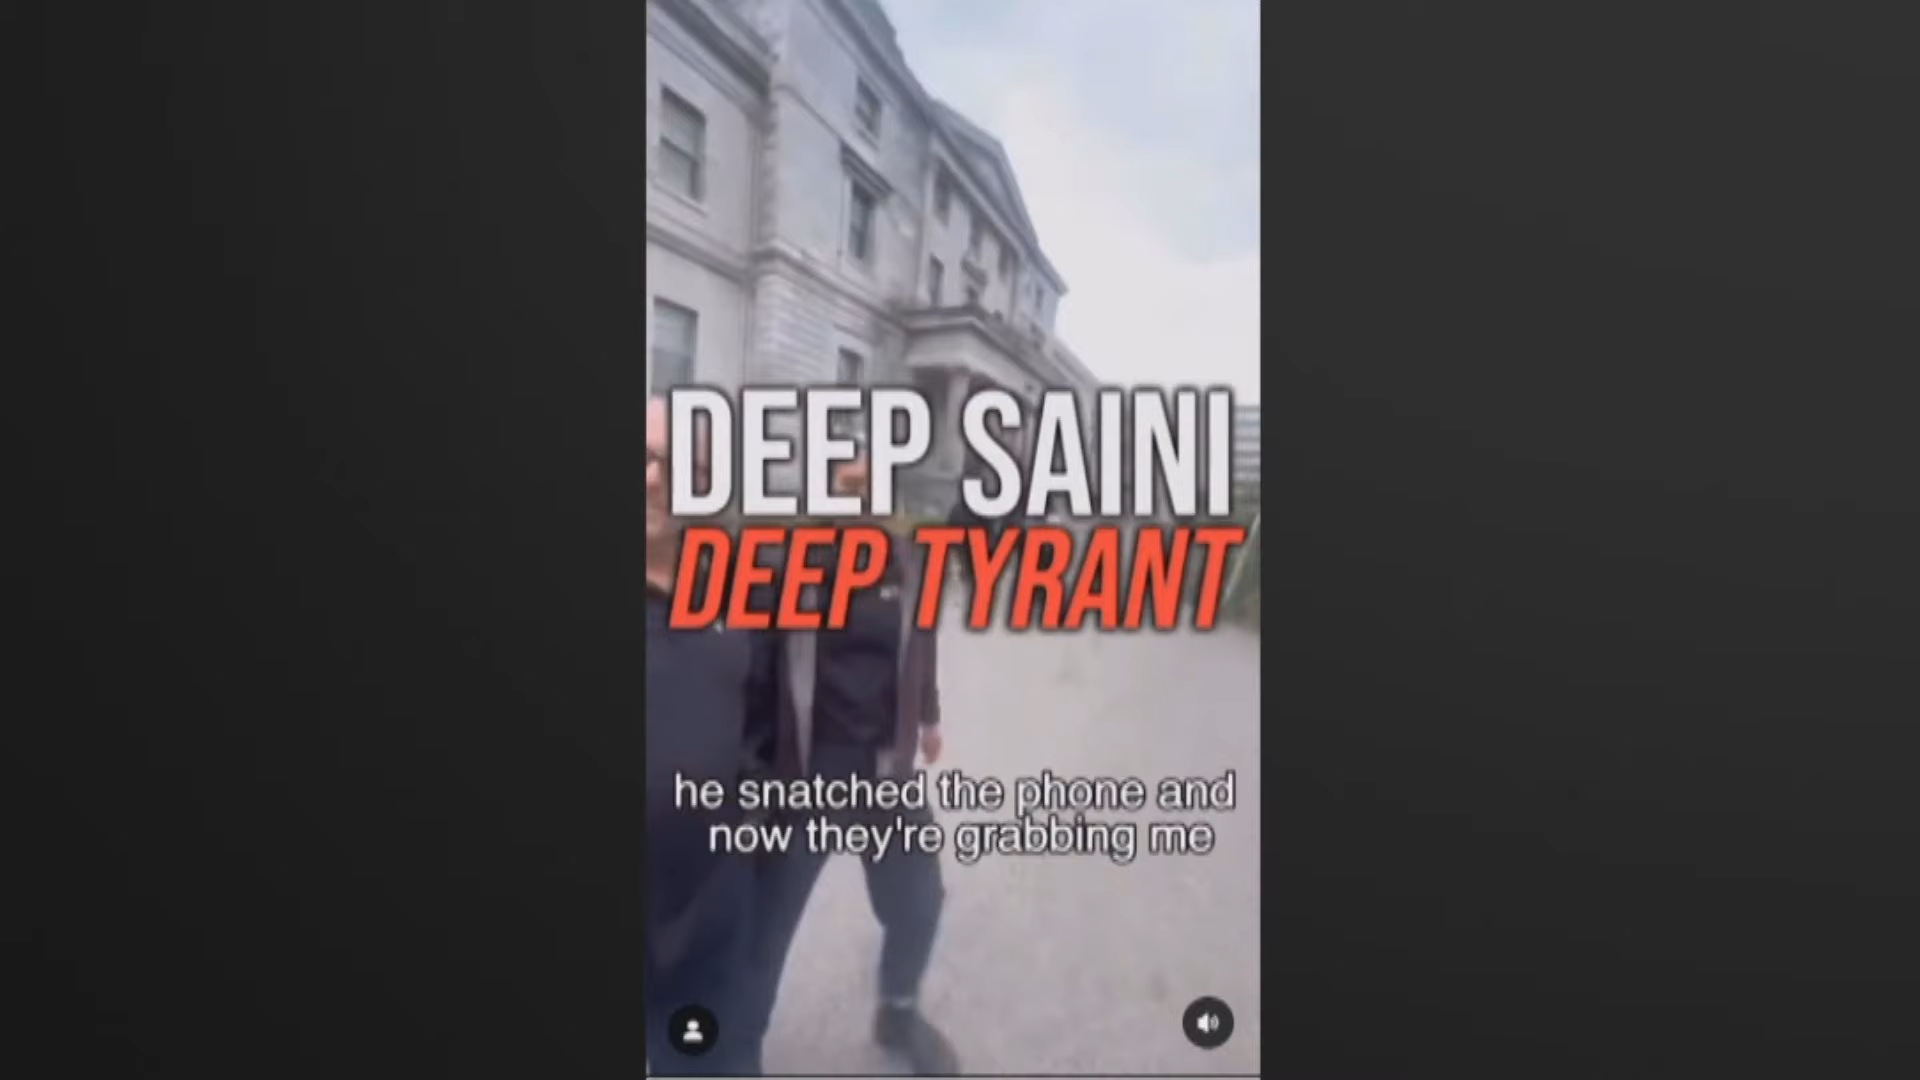 DEEP SAINI
DEEP TYRANT
he snatched the phone and
now they're grabbing me